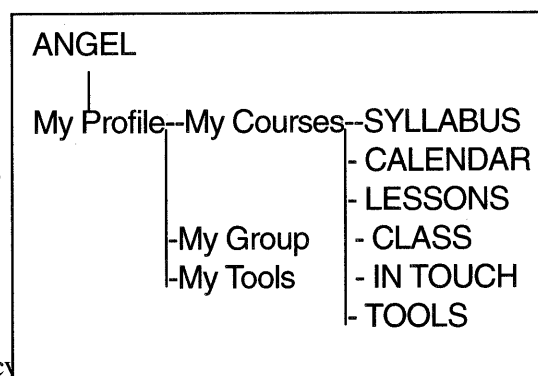 ANGEL
My Profile--My Courses--SYLLABUS
- CALENDAR
- LESSONS
-My Group - CLASS
-My Tools - IN TOUCH
- TOOLS